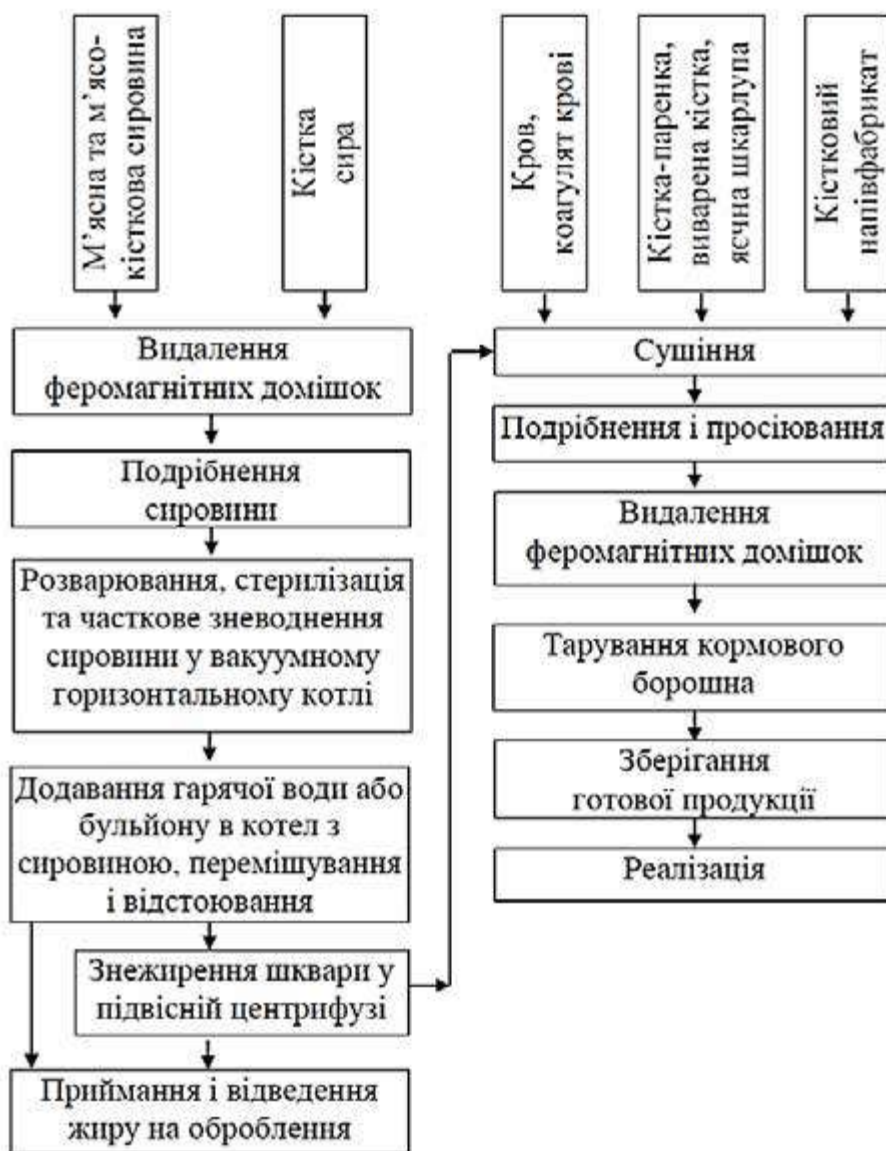 М’ясна та м’ясо-
кісткова сировина
Кістка
сира
Кров,
коагулят крові
Кістка-паренка,
виварена кістка,
яєчна шкарлупа
Кістковий
напівфабрикат
Видалення
феромагнітних домішок
Подрібнення
сировини
Розварювання, стерилізація
та часткове зневоднення
сировини у вакуумному
горизонтальному котлі
Додавання гарячої води або
бульйону в котел з
сировиною, перемішування
і відстоювання
Знежирення шквари у
підвісній центрифузі
Приймання і відведення
жиру на оброблення
Сушіння
Подрібнення і просіювання
Видалення
феромагнітних домішок
Тарування кормового
борошна
Зберігання
готової продукції
Реалізація